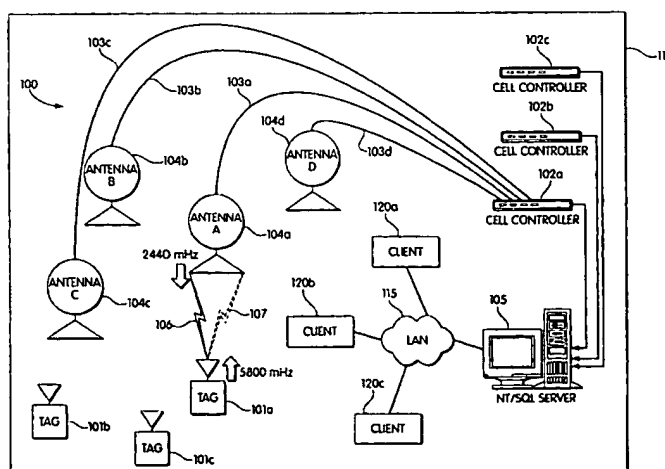 103c
102c
11
103a
CELL CONTROLLER
100
103b
104d
102b
ANTENNA
D
103d
CELL CONTROLLER
104b
ANTENNA
B
102a
ANTENNA
A
CELL CONTROLLER
120a
104a
2440 mHz
CLIENT
ANTENNA
C
104c
120b
115
105
106
107
CLIENT
LAN
5800 mHz
TAG
101a
120c
NT/SQL SERVER
TAG
101b
TAG
101c
CLIENT